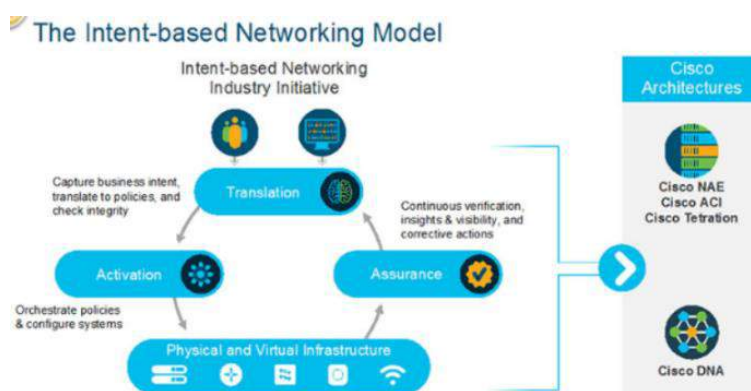 The Intent-based Networking Model
Intent-based Networking
Industry Initiative
Translation
Capture business intent,
translate to policies, and
check integrity
Continuous verification,
insights & visibility, and
corrective actions
Activation
Assurance
Orchestrate policies
& configure systems
Physical and Virtual Infrastructure
Cisco
Architectures
Cisco NAE
Cisco ACI
Cisco Tetration
Cisco DNA